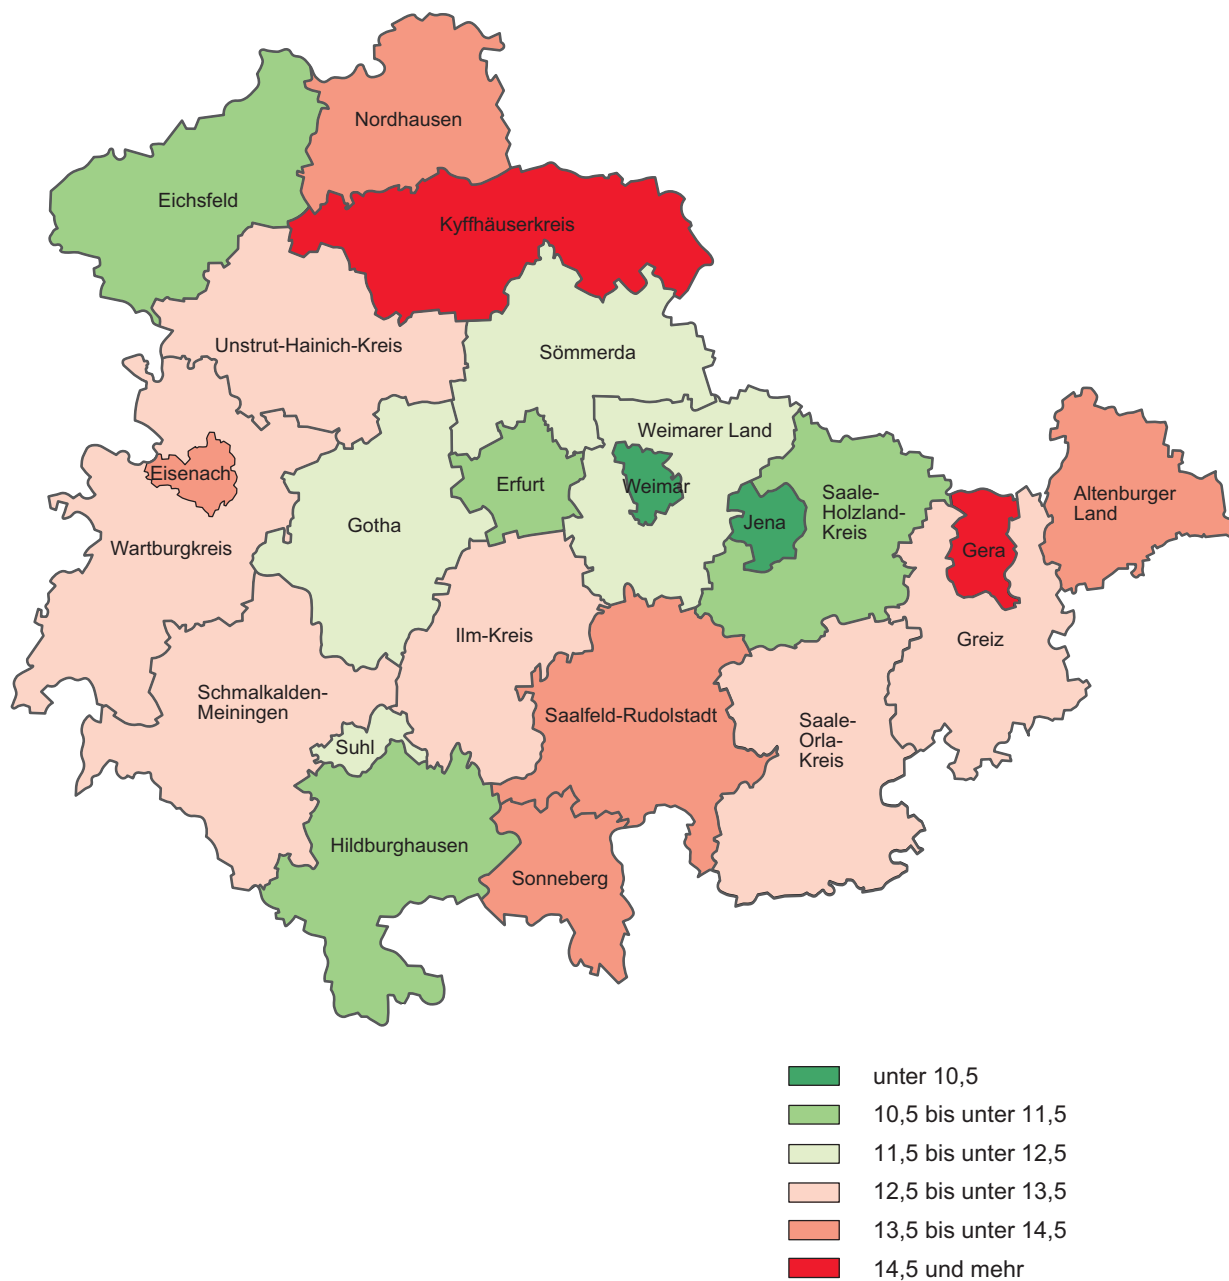 Nordhausen
Eichsfeld
Kyffhäuserkreis
Unstrut-Hainich-Kreis
Sömmerda
Weimarer Land
Eisenach
Erfurt
Weimar
Jena
Saale-
Holzland-
Kreis
Altenburger
Land
Gotha
Wartburgkreis
Gera
Ilm-Kreis
Greiz
Schmalkalden-
Meiningen
Saalfeld-Rudolstadt
Saale-
Orla-
Kreis
Suhl
Hildburghausen
Sonneberg
unter 10,5
10,5 bis unter 11,5
11,5 bis unter 12,5
12,5 bis unter 13,5
13,5 bis unter 14,5
14,5 und mehr